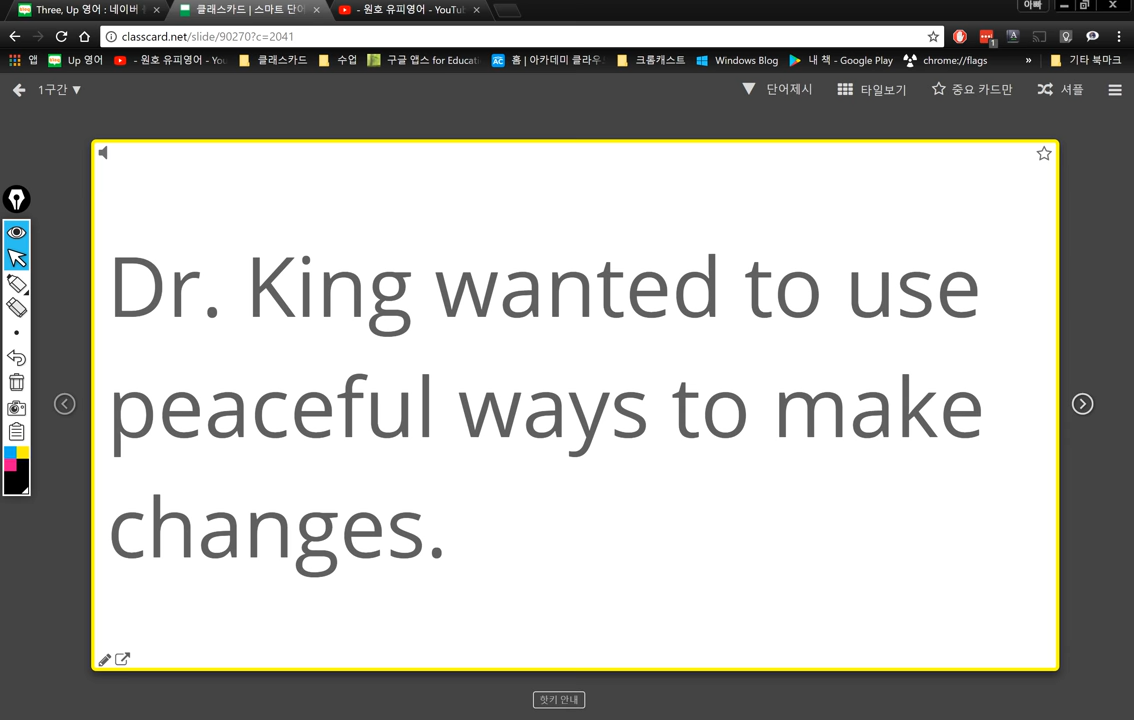 Three, Up 영어 : 네이버
클래스카드 | 스마트 단어
- 원호 유피영어 - YouTu
아빠
classcard.net/slide/90270?c=2041
앱
Up 영어
- 원호 유피영어 - You
클래스카드
수업
구글 앱스 for Educati
홈 | 아카데미 클라우
크롬캐스트
Windows Blog
내 책 - Google Play
chrome://flags
»
기타 북마크
1구간 ▼
단어제시
타일보기
중요 카드만
셔플
Dr. King wanted to use
peaceful ways to make
changes.
핫키 안내